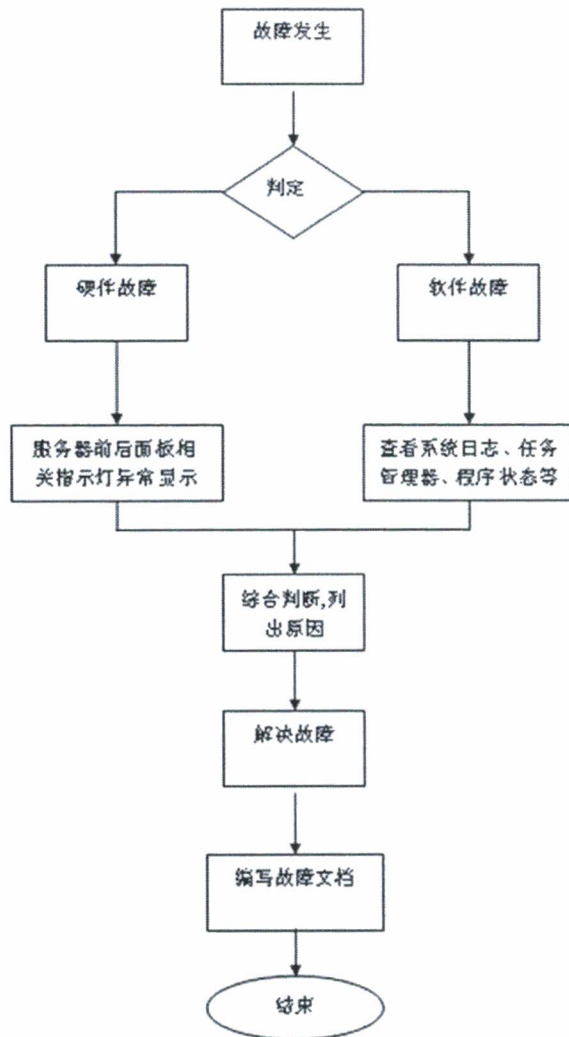 故障发生
判定
硬件故障
软件故障
服务器前后面板相
关指示灯异常显示
查看系统日志、任务
管理器、程序状态等
综合判断,列
出原因
解决故障
编写故障文档
结束